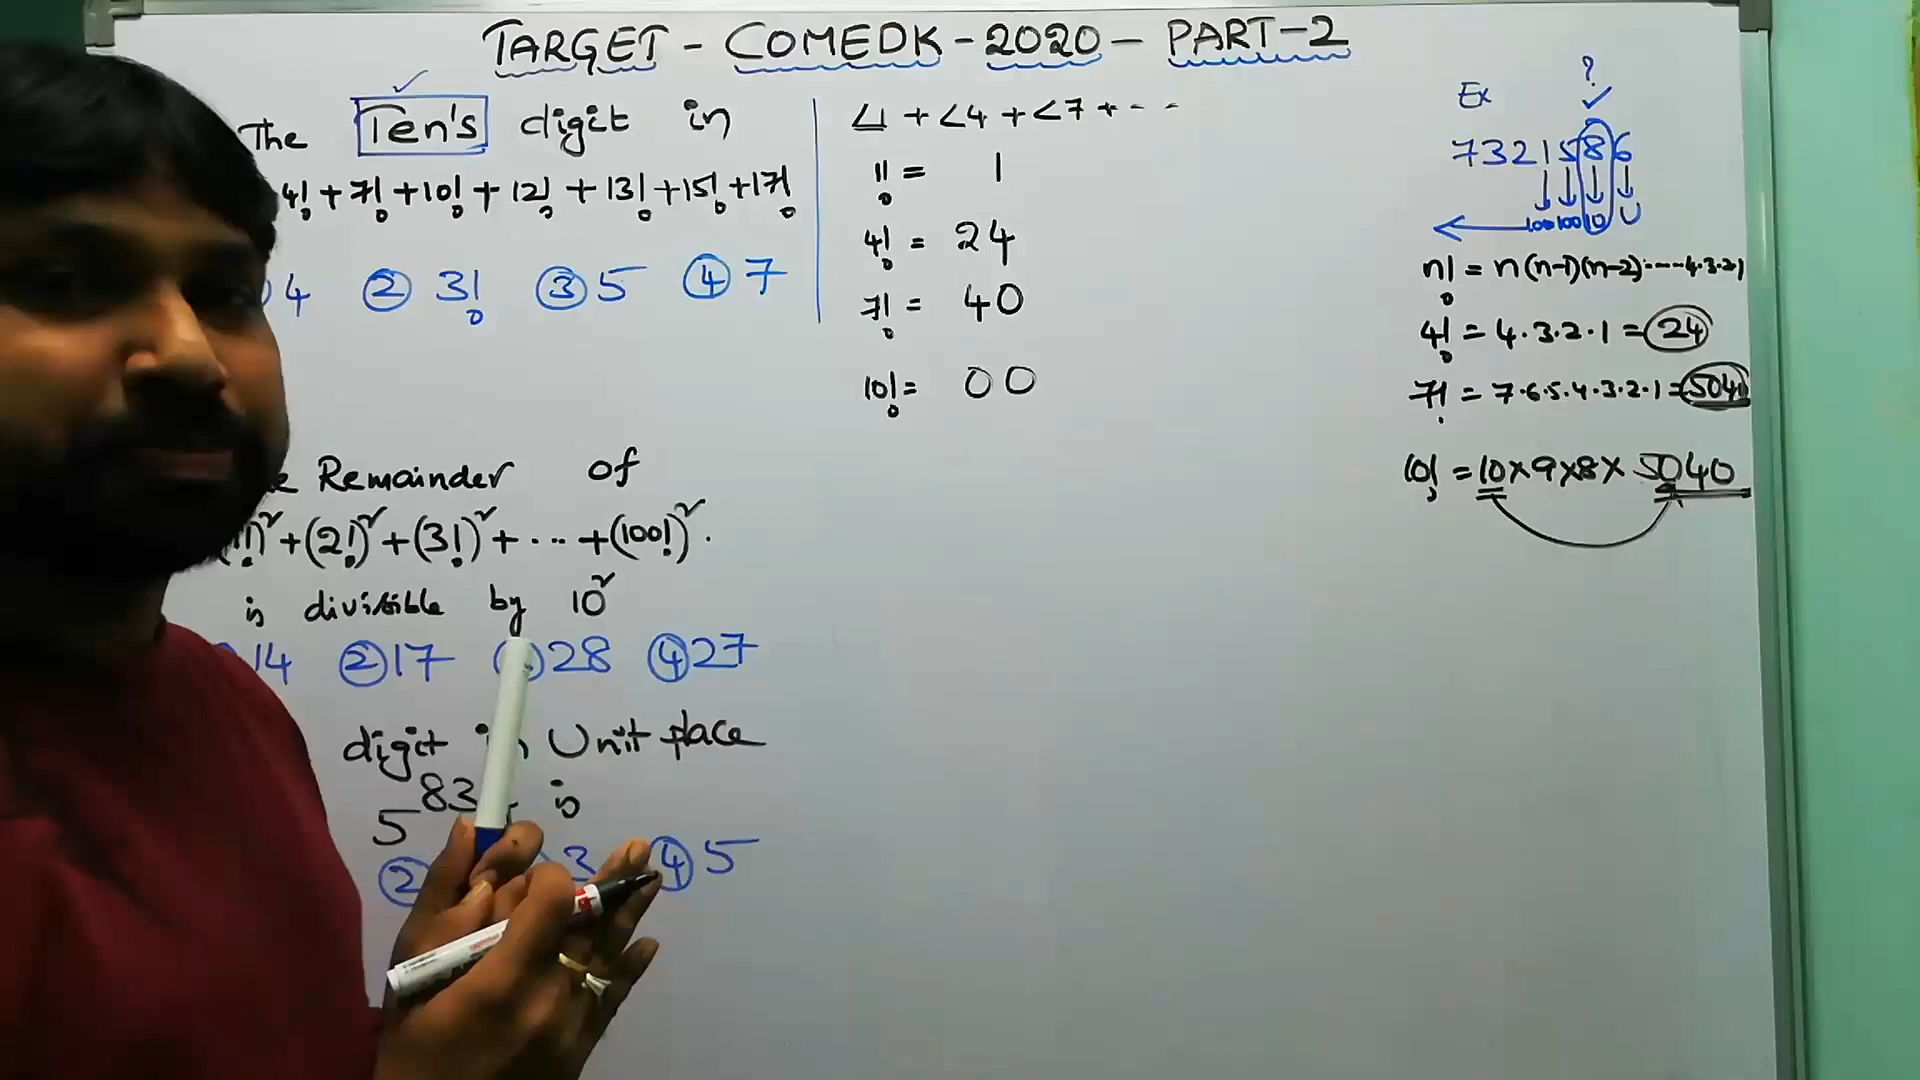 TARGET - COMEDK - 2020 - PART-2
The Ten's digit in
4! + 7! + 10! + 12! + 13! + 15! + 17!
4 ② 3! ③ 5 ④ 7
∠1 + ∠4 + ∠7 + - -
1! = 1
4! = 24
7! = 40
10! = 00
Ex ?
7321586
100 100 10 U
n! = n(n-1)(n-2)-----4.3.2.1
4! = 4.3.2.1 = 24
7! = 7.6.5.4.3.2.1 = 5040
10! = 10×9×8× 5040
Remainder of
+(2!)² +(3!)² + ... +(100!)².
is divisible by 10²
14 ② 17 28 ④ 27
digit Unit place
5 83 is
② 3 ④ 5